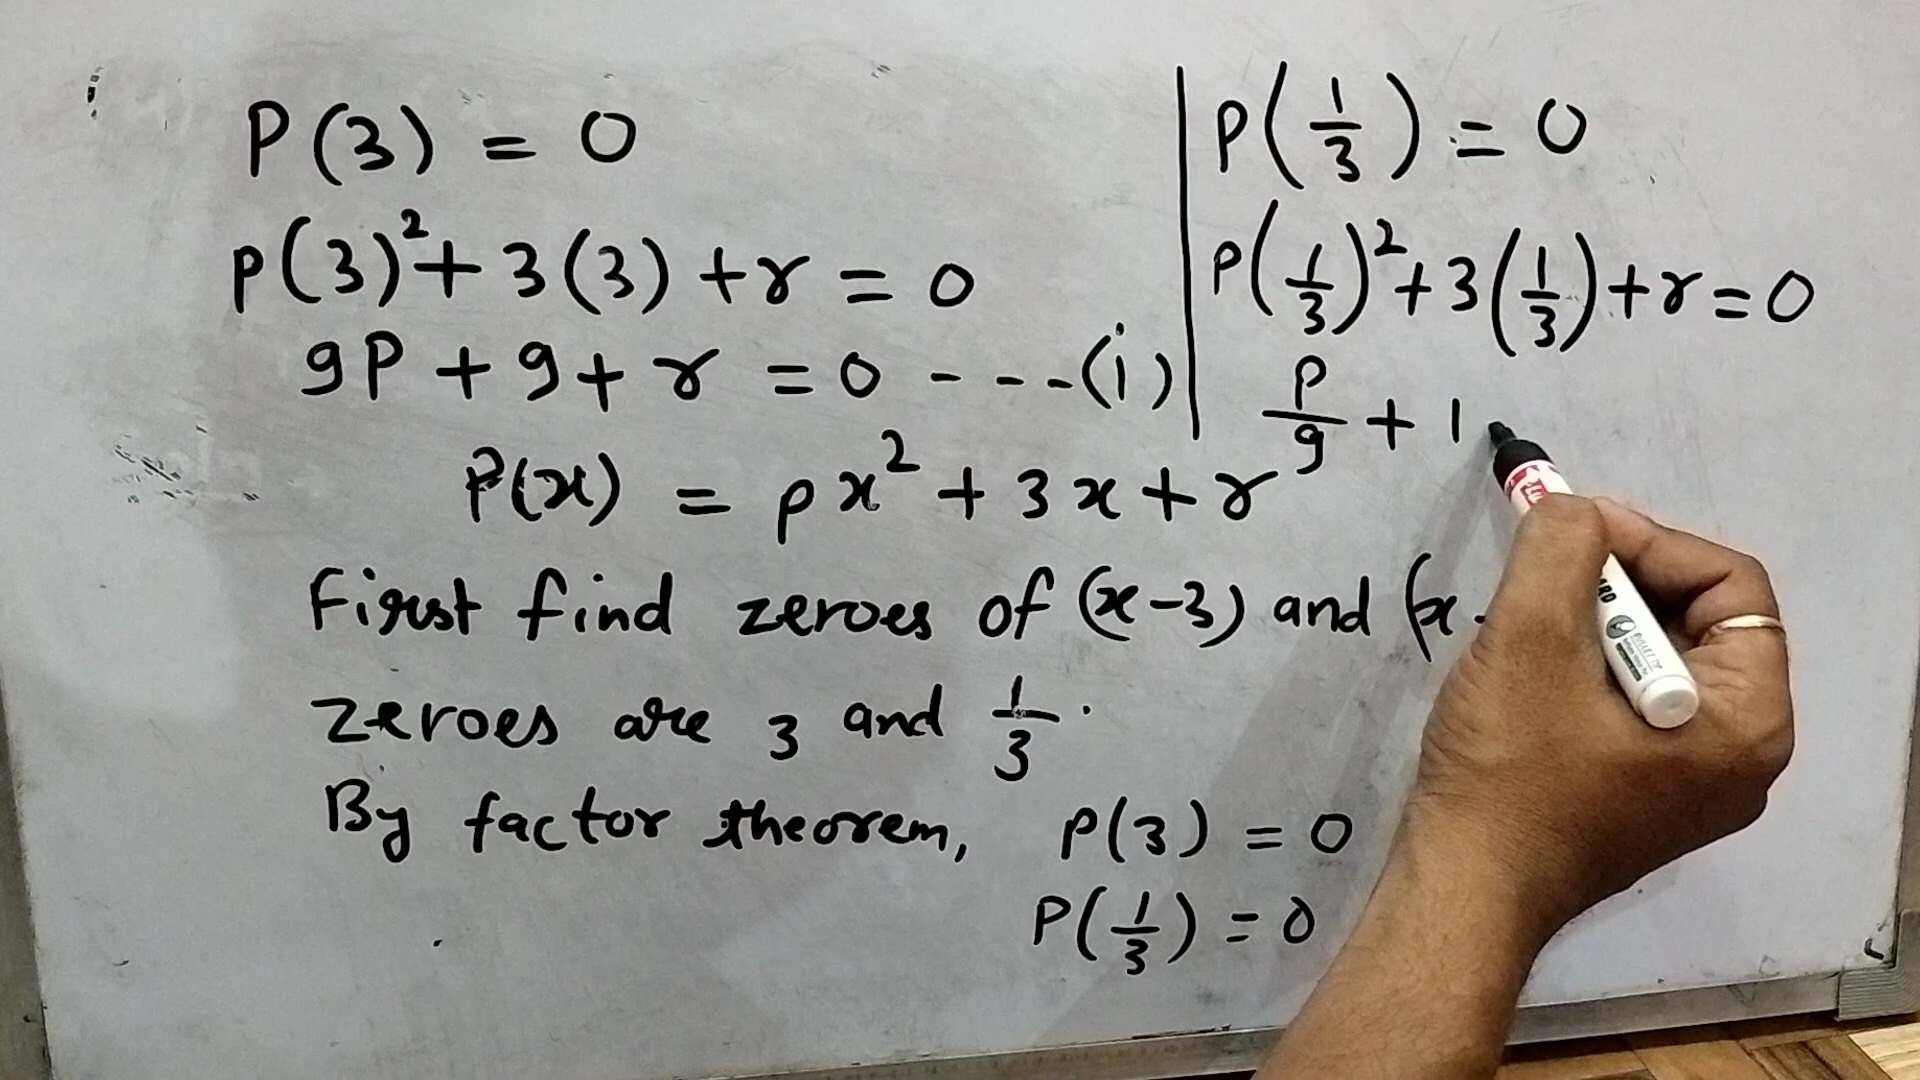 P(3) = 0
p(3)²+ 3(3) +r = 0
9P + 9 + r = 0 - - - -(i)
P(1/3) = 0
P(1/3)²+3(1/3)+r=0
P/9 + 1
P(x) = px² + 3x + r
First find zeroes of (x-3) and (x -
Zeroes are 3 and 1/3.
By factor theorem, P(3) = 0
P(1/3) = 0